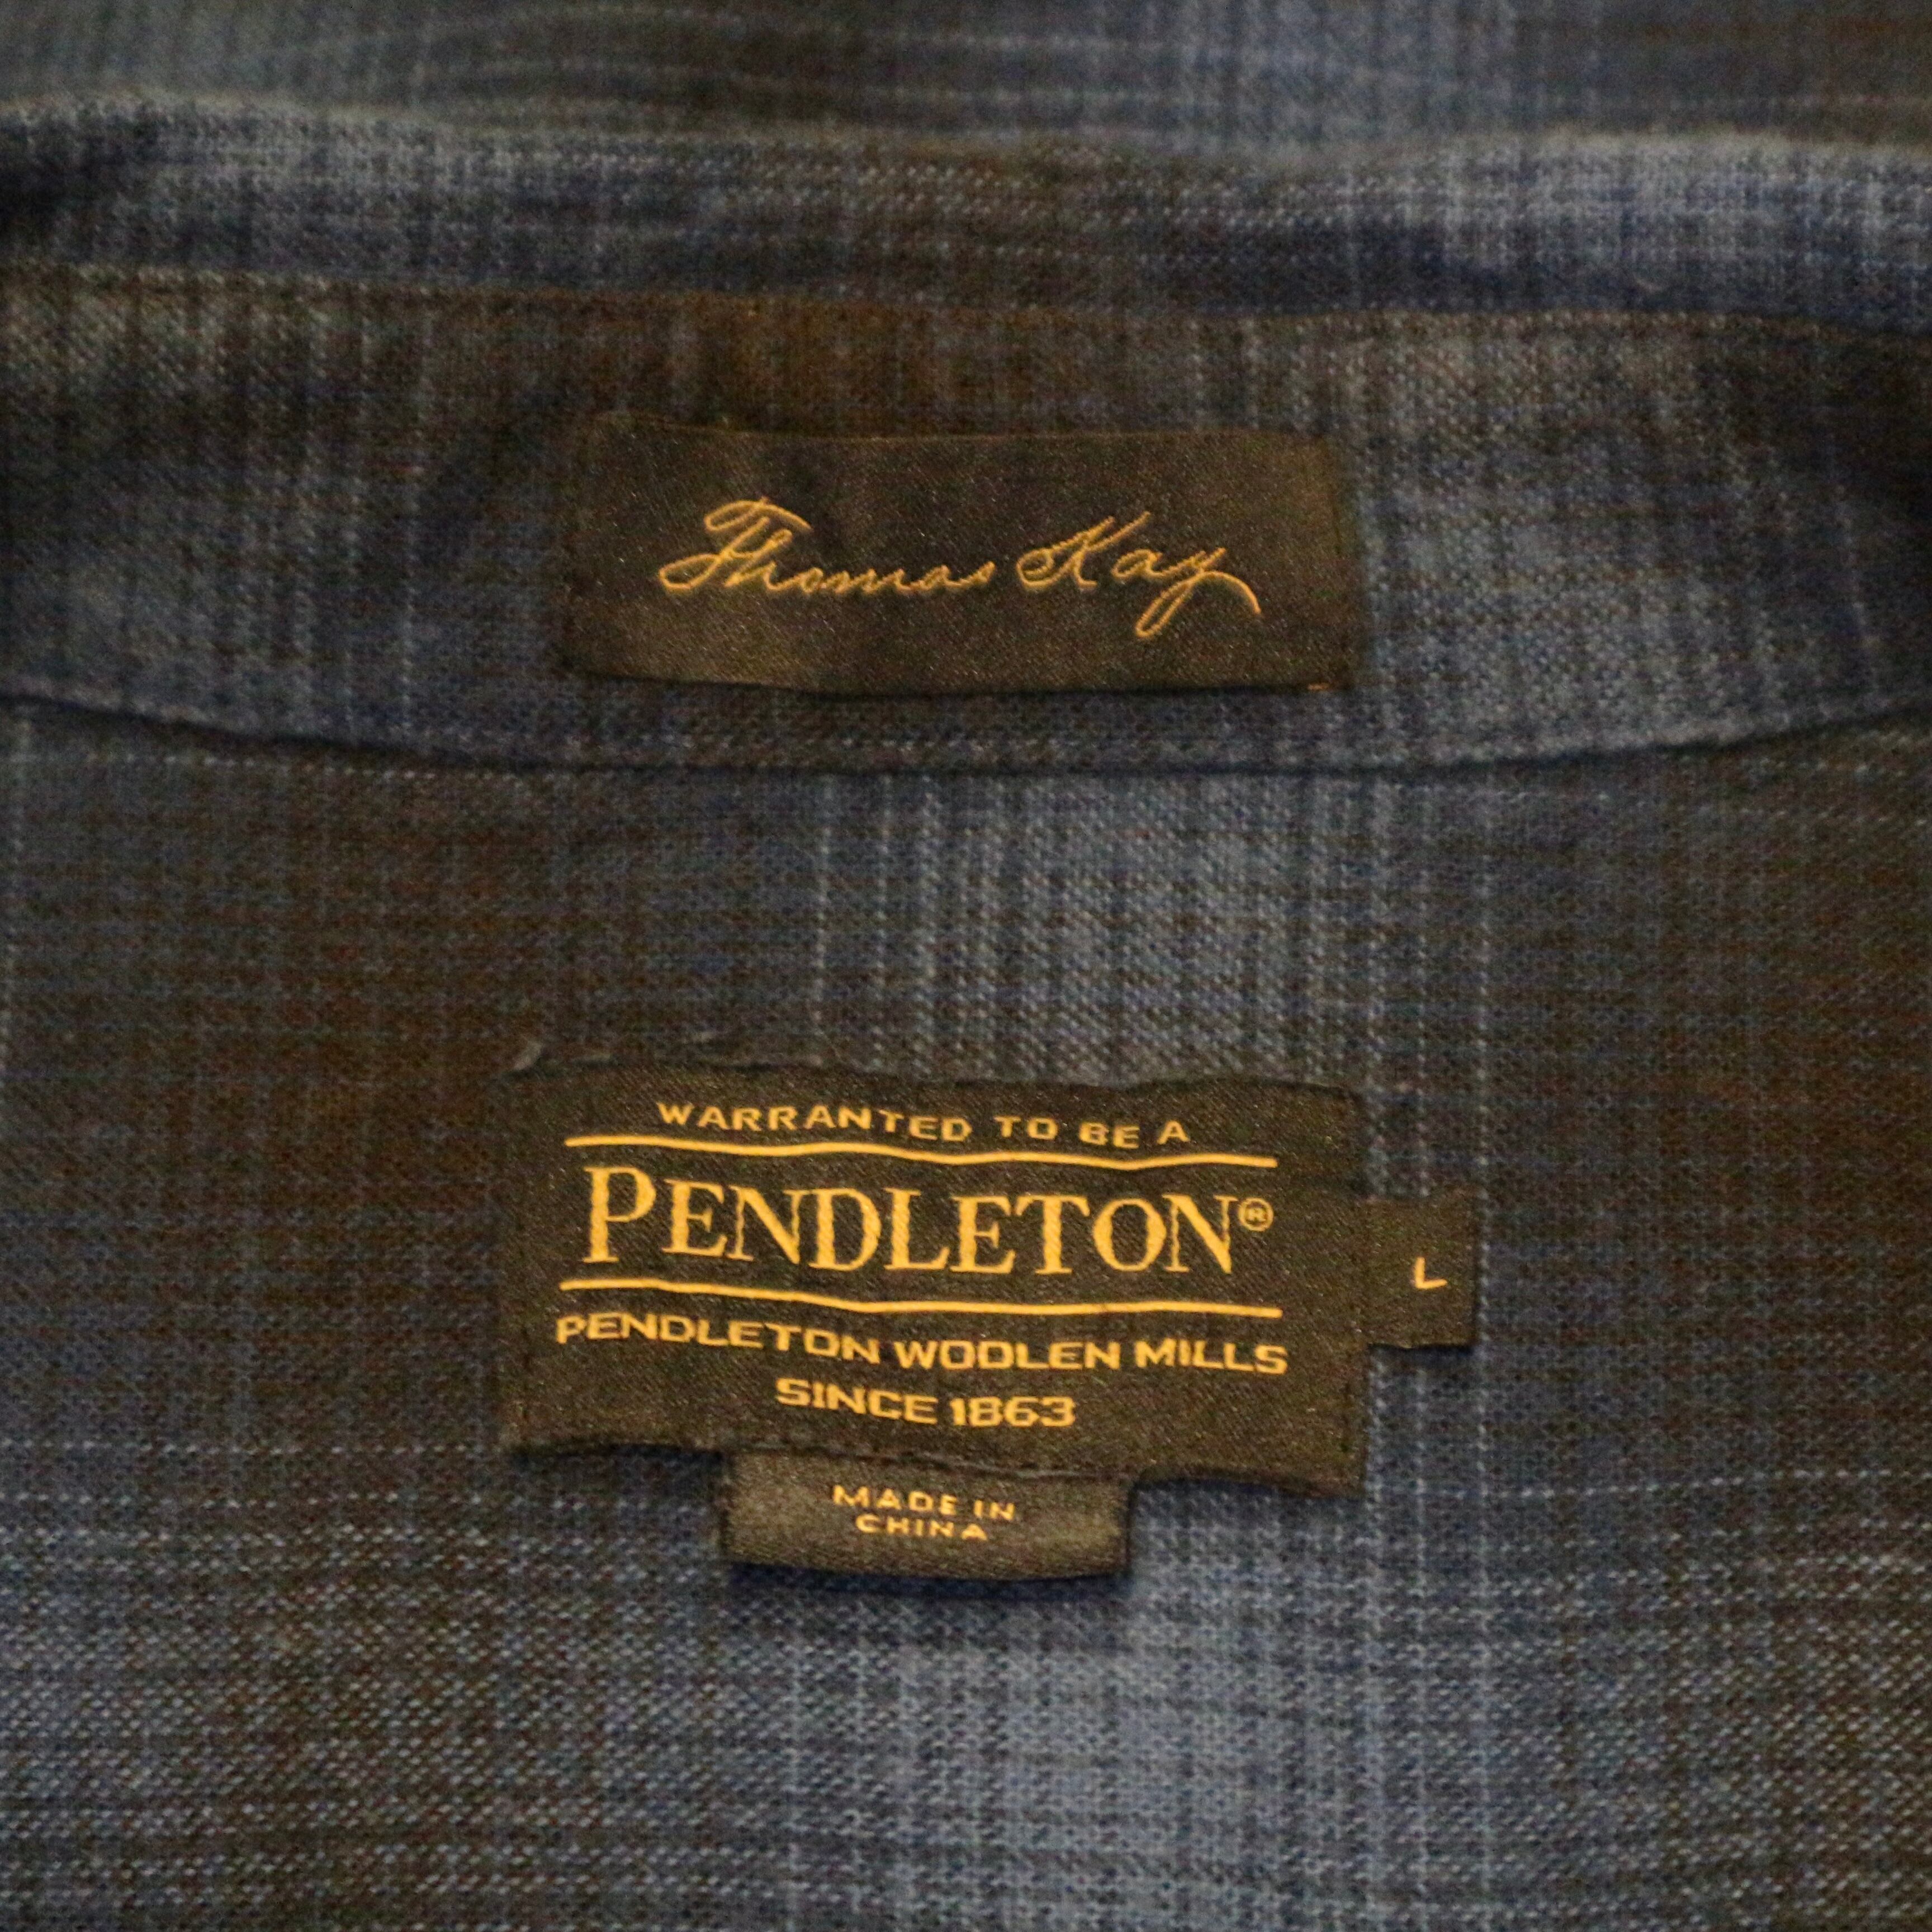 Thomas Kay
WARRANTED TO BE A
PENDLETON®
PENDLETON WOOLEN MILLS
SINCE 1863
L
MADE IN
CHINA